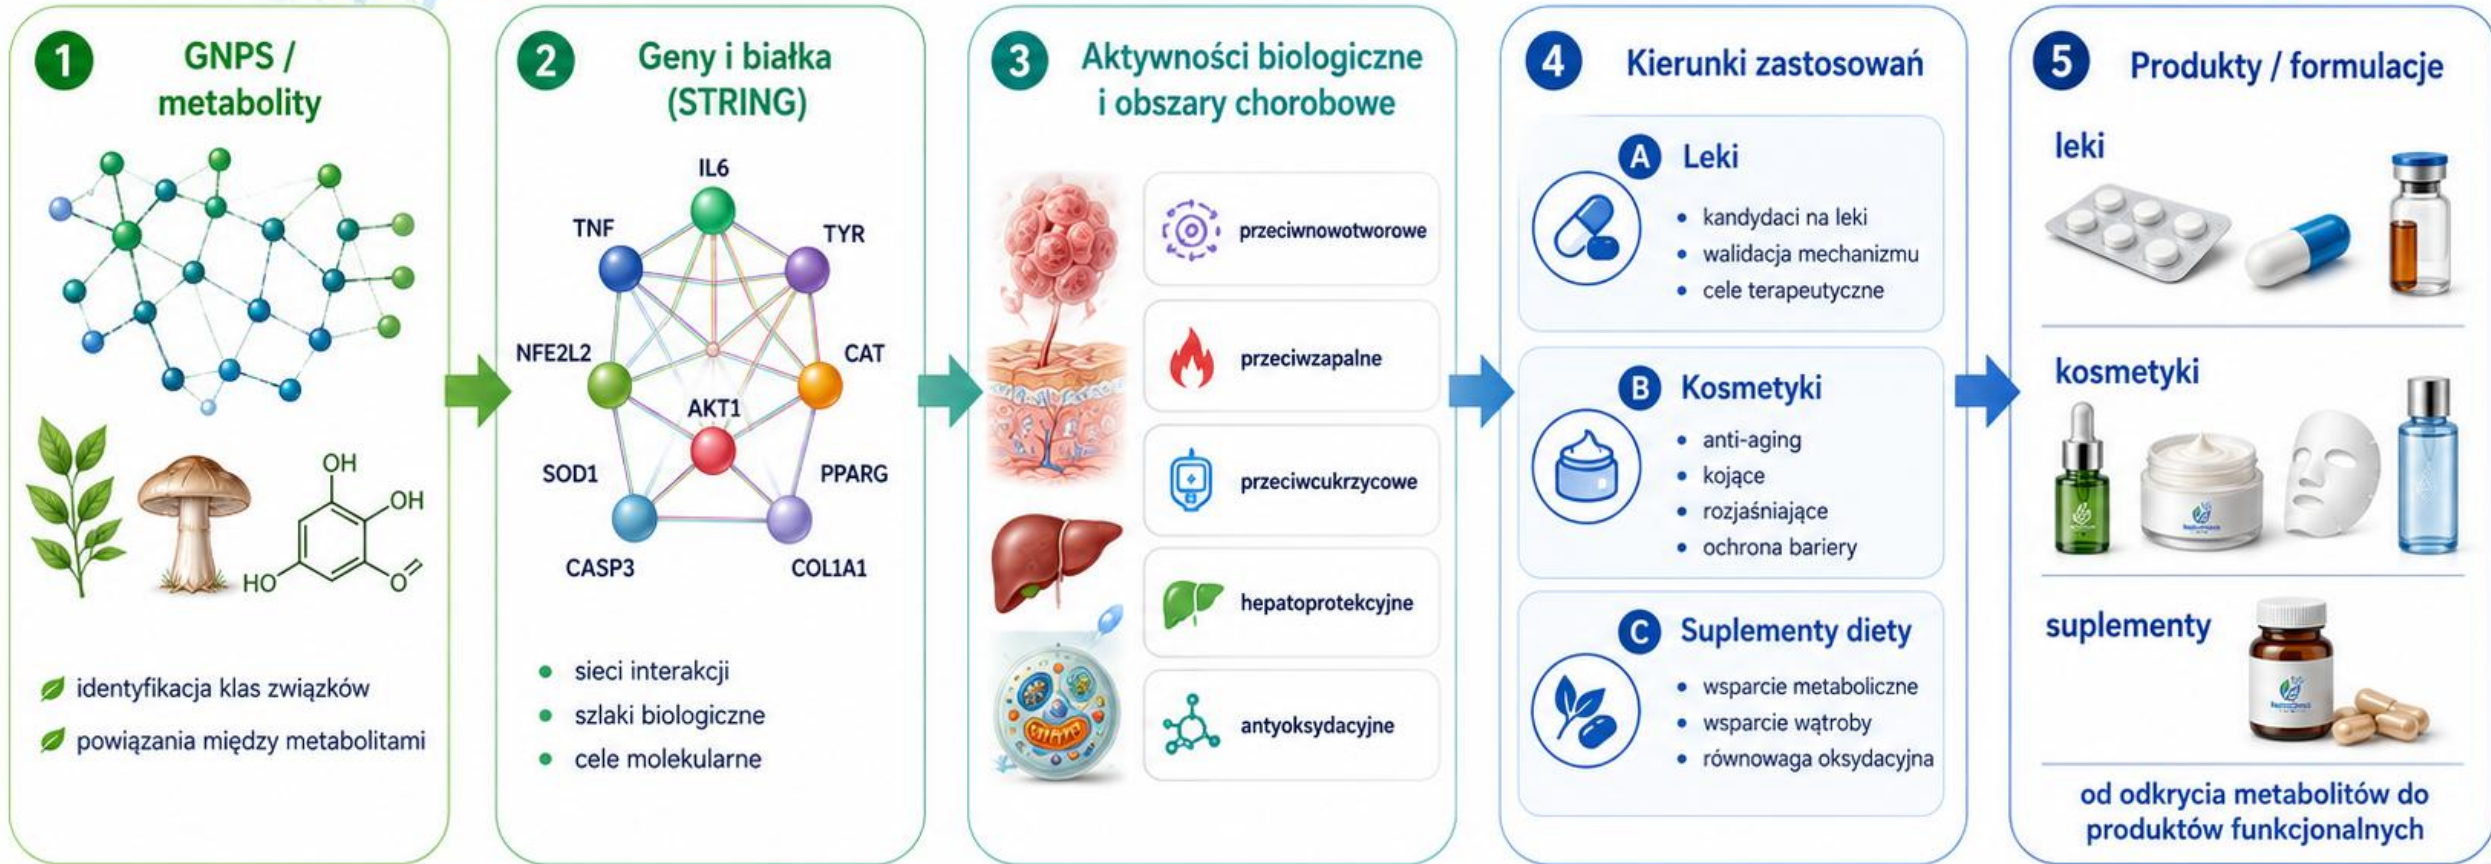 1
GNPS /
metabolity
OH
OH
HO
O
identyfikacja klas związków
powiązania między metabolitami
2
Geny i białka
(STRING)
IL6
TNF
TYR
NFE2L2
CAT
AKT1
SOD1
PPARG
CASP3
COL1A1
sieci interakcji
szlaki biologiczne
cele molekularne
3
Aktywności biologiczne
i obszary chorobowe
przeciwnowotworowe
przeciwzapalne
przeciwcukrzycowe
hepatoprotekcyjne
antyoksydacyjne
4
Kierunki zastosowań
A Leki
kandydaci na leki
walidacja mechanizmu
cele terapeutyczne
B Kosmetyki
anti-aging
kojące
rozjaśniające
ochrona bariery
C Suplementy diety
wsparcie metaboliczne
wsparcie wątroby
równowaga oksydacyjna
5
Produkty / formulacje
leki
kosmetyki
suplementy
od odkrycia metabolitów do
produktów funkcjonalnych